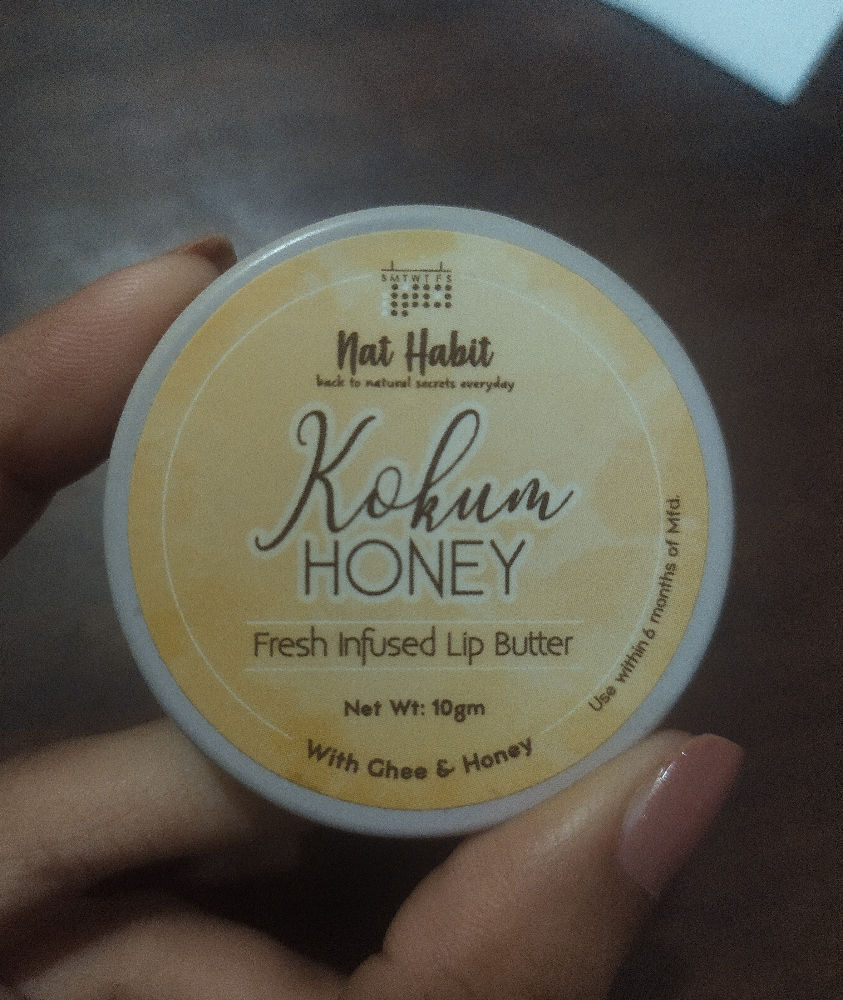 S M T W T F S
Nat Habit
back to natural secrets everyday
Kokum
HONEY
Fresh Infused Lip Butter
Net Wt: 10gm
With Ghee & Honey
Use within 6 months of Mfd.